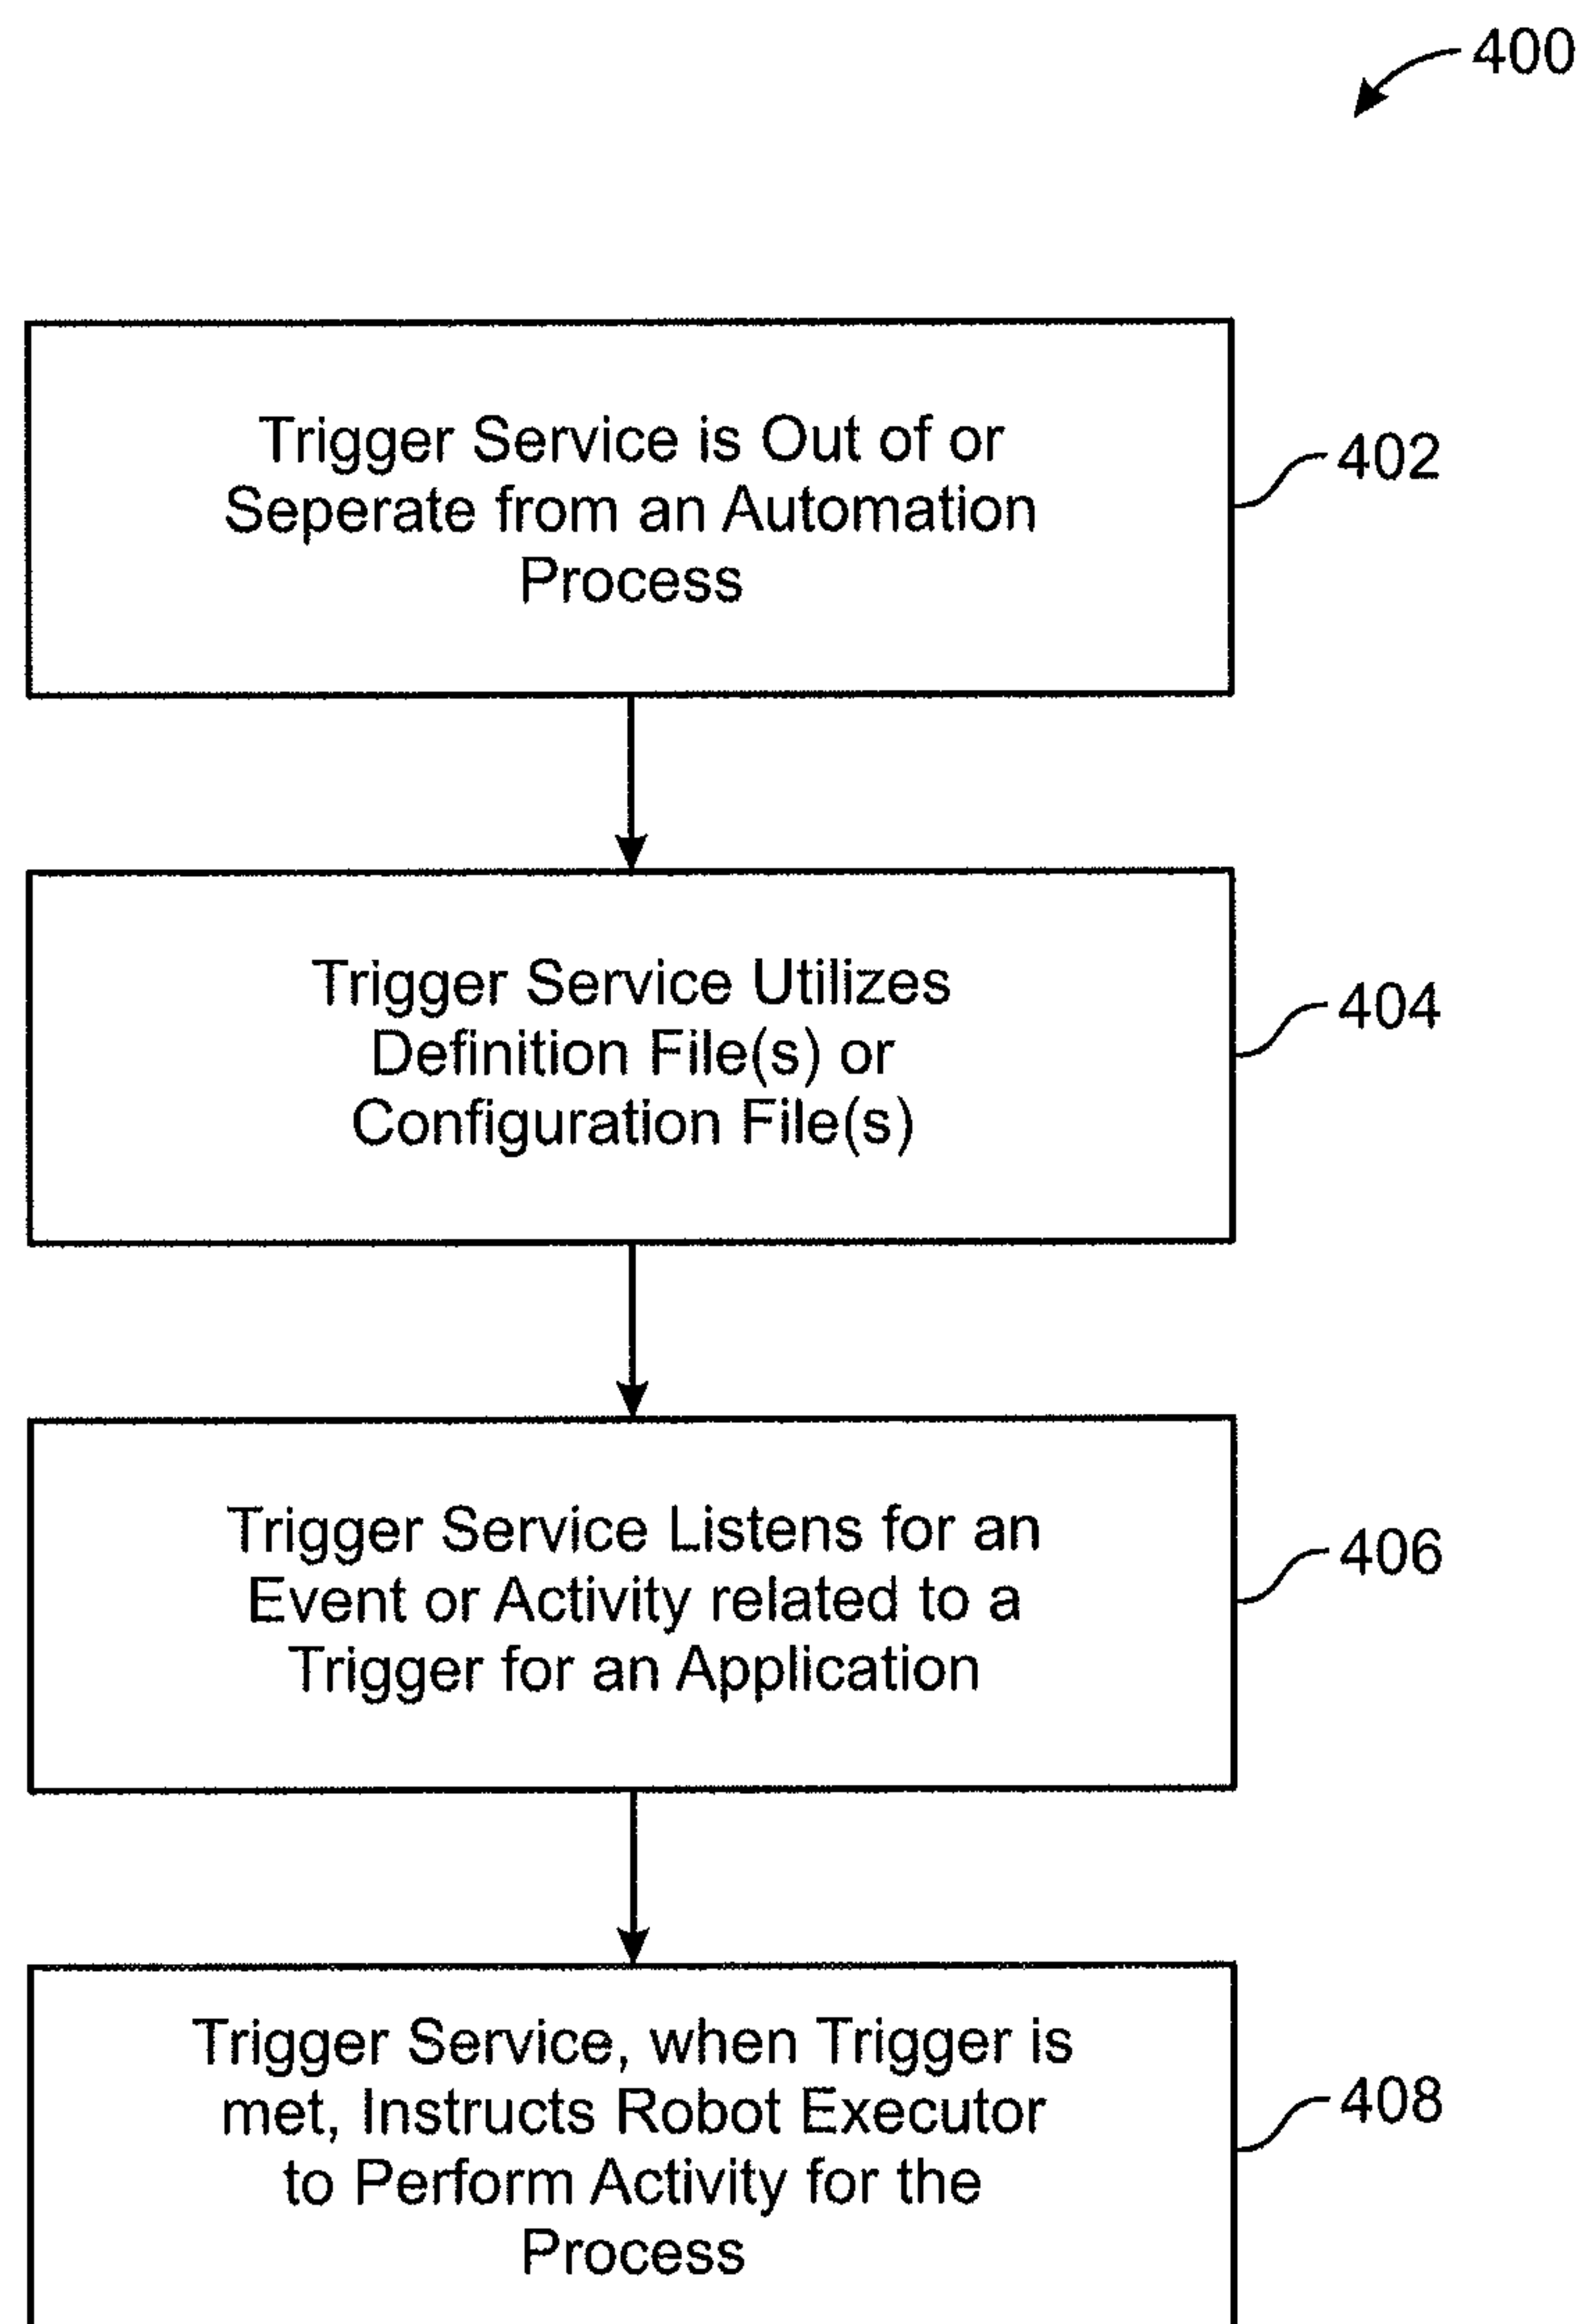 400
Trigger Service is Out of or
Seperate from an Automation
Process
402
Trigger Service Utilizes
Definition File(s) or
Configuration File(s)
404
Trigger Service Listens for an
Event or Activity related to a
Trigger for an Application
406
Trigger Service, when Trigger is
met, Instructs Robot Executor
to Perform Activity for the
Process
408